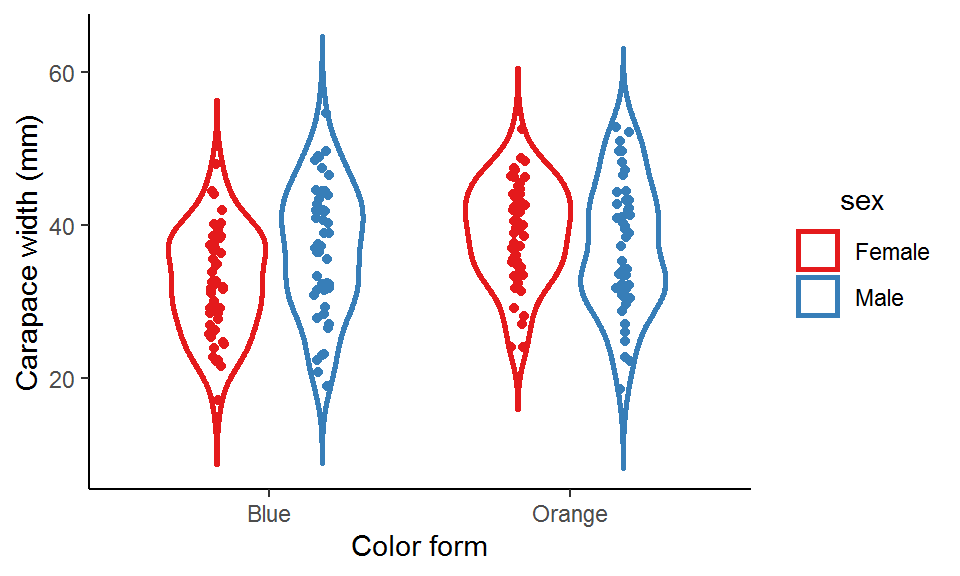 Carapace width (mm)
60
40
20
Blue
Orange
Color form
sex
Female
Male